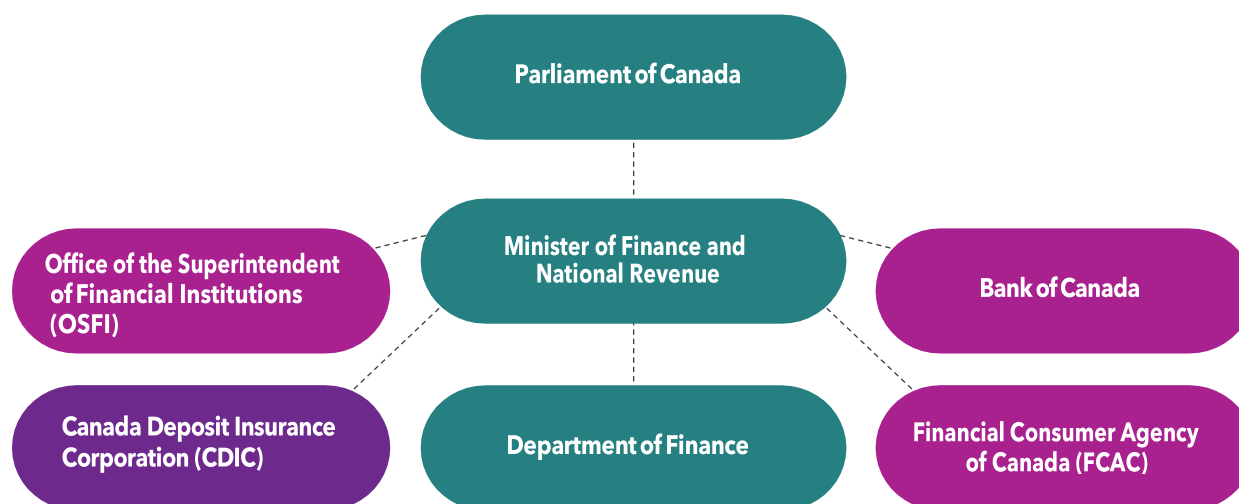 Parliament of Canada
Minister of Finance and
National Revenue
Office of the Superintendent
of Financial Institutions
(OSFI)
Bank of Canada
Canada Deposit Insurance
Corporation (CDIC)
Department of Finance
Financial Consumer Agency
of Canada (FCAC)